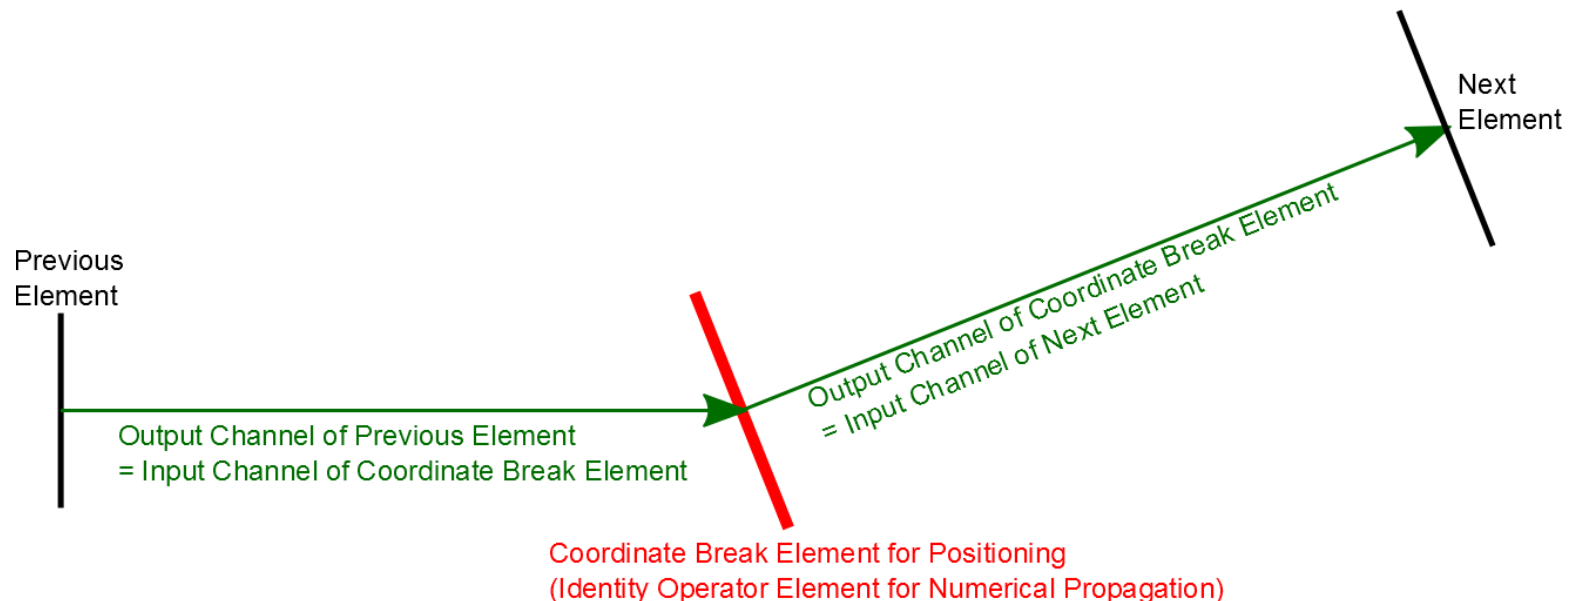 Previous
Element
Output Channel of Previous Element
= Input Channel of Coordinate Break Element
Coordinate Break Element for Positioning
(Identity Operator Element for Numerical Propagation)
Output Channel of Coordinate Break Element
= Input Channel of Next Element
Next
Element